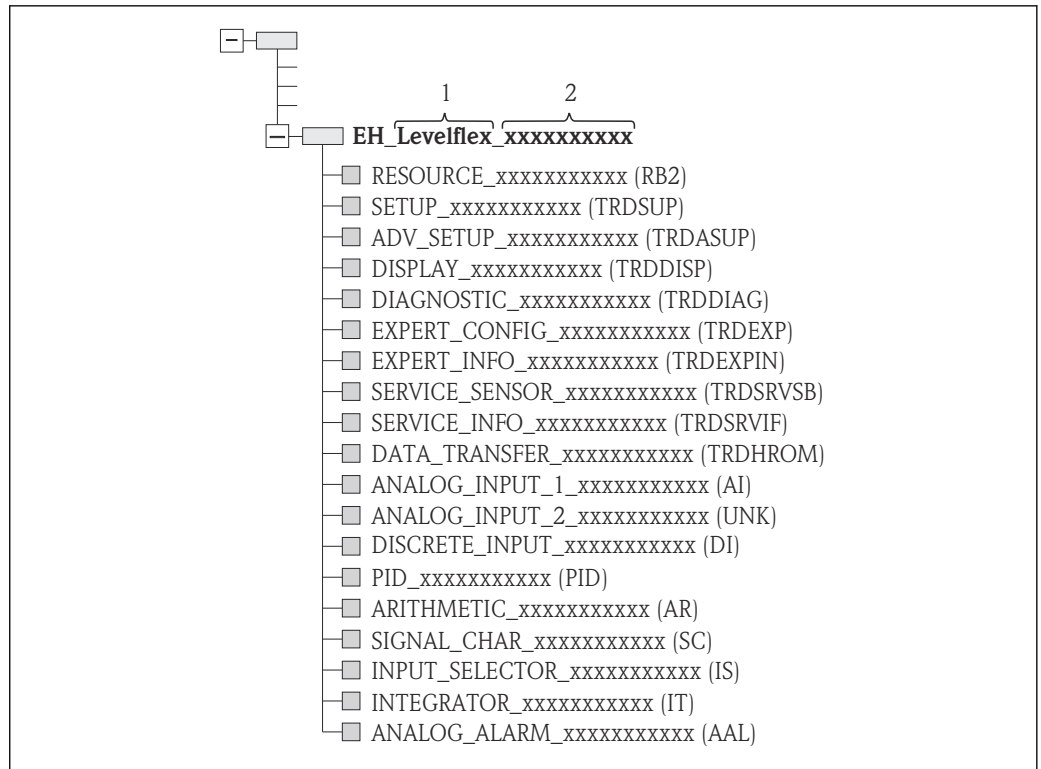 1 2
EH_Levelflex_xxxxxxxxxx
RESOURCE_xxxxxxxxxxx (RB2)
SETUP_xxxxxxxxxxx (TRDSUP)
ADV_SETUP_xxxxxxxxxxx (TRDASUP)
DISPLAY_xxxxxxxxxxx (TRDDISP)
DIAGNOSTIC_xxxxxxxxxxx (TRDDIAG)
EXPERT_CONFIG_xxxxxxxxxxx (TRDEXP)
EXPERT_INFO_xxxxxxxxxxx (TRDEXPIN)
SERVICE_SENSOR_xxxxxxxxxxx (TRDSRVSB)
SERVICE_INFO_xxxxxxxxxxx (TRDSRVIF)
DATA_TRANSFER_xxxxxxxxxxx (TRDHROM)
ANALOG_INPUT_1_xxxxxxxxxxx (AI)
ANALOG_INPUT_2_xxxxxxxxxxx (UNK)
DISCRETE_INPUT_xxxxxxxxxxx (DI)
PID_xxxxxxxxxxx (PID)
ARITHMETIC_xxxxxxxxxxx (AR)
SIGNAL_CHAR_xxxxxxxxxxx (SC)
INPUT_SELECTOR_xxxxxxxxxxx (IS)
INTEGRATOR_xxxxxxxxxxx (IT)
ANALOG_ALARM_xxxxxxxxxxx (AAL)